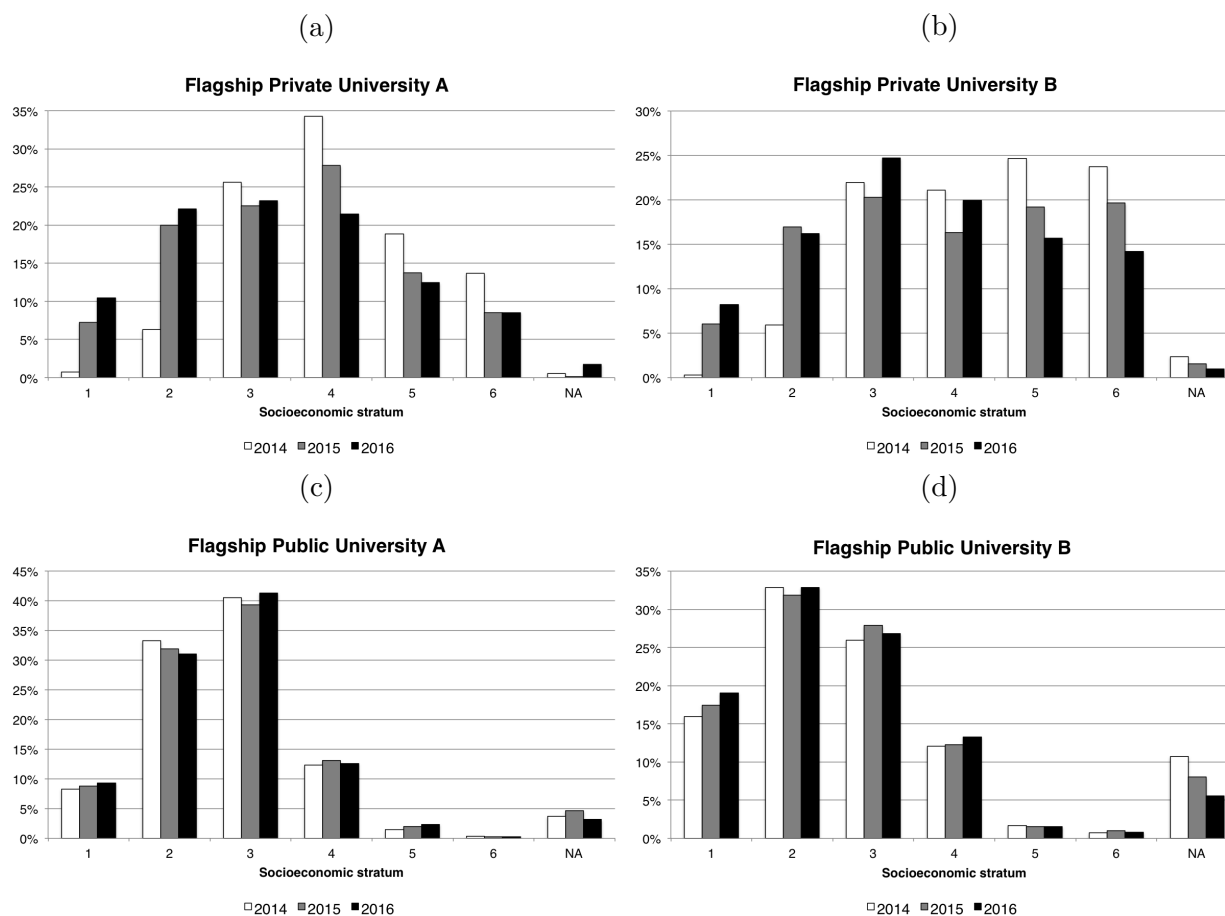 (a)
Flagship Private University A
35%
30%
25%
20%
15%
10%
5%
0%
1 2 3 4 5 6 NA
Socioeconomic stratum
2014 2015 2016
(b)
Flagship Private University B
30%
25%
20%
15%
10%
5%
0%
1 2 3 4 5 6 NA
Socioeconomic stratum
2014 2015 2016
(c)
Flagship Public University A
45%
40%
35%
30%
25%
20%
15%
10%
5%
0%
1 2 3 4 5 6 NA
Socioeconomic stratum
2014 2015 2016
(d)
Flagship Public University B
35%
30%
25%
20%
15%
10%
5%
0%
1 2 3 4 5 6 NA
Socioeconomic stratum
2014 2015 2016